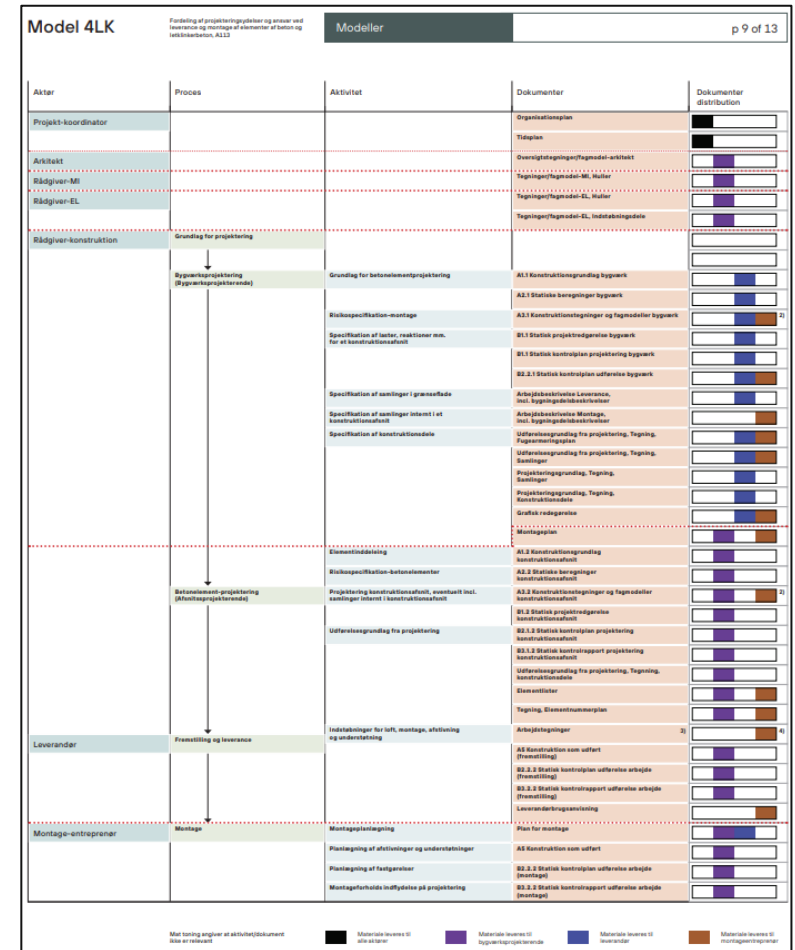 Model 4LK
Fordeling af projekteringsydelser og ansvar ved
leverance og montage af elementer af beton og
letklinkerbeton, A113
Modeller
p 9 of 13
Aktør
Proces
Aktivitet
Dokumenter
Dokumenter
distribution
Projekt-koordinator
Organisationsplan
Tidsplan
Arkitekt
Oversigtstegninger/fagmodel-arkitekt
Rådgiver-MI
Tegninger/fagmodel-MI, Huller
Rådgiver-EL
Tegninger/fagmodel-EL, Huller
Tegninger/fagmodel-EL, Indstøbningsdele
Rådgiver-konstruktion
Grundlag for projektering
Bygværksprojektering
(Bygværksprojekterende)
Grundlag for betonelementprojektering
A1.1 Konstruktionsgrundlag bygværk
A2.1 Statiske beregninger bygværk
Risikospecifikation-montage
A3.1 Konstruktionstegninger og fagmodeller bygværk
2)
Specifikation af laster, reaktioner mm.
for et konstruktionsafsnit
B1.1 Statisk projektredgørelse bygværk
B1.1 Statisk kontrolplan projektering bygværk
B2.2.1 Statisk kontrolplan udførelse bygværk
Specifikation af samlinger i grænseflade
Arbejdsbeskrivelse Leverance,
incl. bygningsdelsbeskrivelser
Specifikation af samlinger internt i et
konstruktionsafsnit
Arbejdsbeskrivelse Montage,
incl. bygningsdelsbeskrivelser
Specifikation af konstruktionsdele
Udførelsesgrundlag fra projektering, Tegning,
Fugearmeringsplan
Udførelsesgrundlag fra projektering, Tegning,
Samlinger
Projekteringsgrundlag, Tegning,
Samlinger
Projekteringsgrundlag, Tegning,
Konstruktionsdele
Grafisk redegørelse
Montageplan
Elementinddeling
A1.2 Konstruktionsgrundlag
konstruktionsafsnit
Risikospecifikation-betonelementer
A2.2 Statiske beregninger
konstruktionsafsnit
Betonelement-projektering
(Afsnitsprojekterende)
Projektering konstruktionsafsnit, eventuelt incl.
samlinger internt i konstruktionsafsnit
A3.2 Konstruktionstegninger og fagmodeller
konstruktionsafsnit
2)
B1.2 Statisk projektredgørelse
konstruktionsafsnit
Udførelsesgrundlag fra projektering
B2.1.2 Statisk kontrolplan projektering
konstruktionsafsnit
B3.1.2 Statisk kontrolrapport projektering
konstruktionsafsnit
Udførelsesgrundlag fra projektering, Tegnning,
konstruktionsdele
Elementlister
Tegning, Elementnummerplan
Indstøbninger for løft, montage, afstivning
og understøtning
Arbejdstegninger
3)
4)
Leverandør
Fremstilling og leverance
A5 Konstruktion som udført
(fremstilling)
B2.2.2 Statisk kontrolplan udførelse arbejde
(fremstilling)
B3.2.2 Statisk kontrolrapport udførelse arbejde
(fremstilling)
Leverandørbrugsanvisning
Montage-entreprenør
Montage
Montageplanlægning
Plan for montage
Planlægning af afstivninger og understøtninger
A5 Konstruktion som udført
Planlægning af fastgørelser
B2.2.2 Statisk kontrolplan udførelse arbejde
(montage)
Montageforholds indflydelse på projektering
B3.2.2 Statisk kontrolrapport udførelse arbejde
(montage)
Mat toning angiver at aktivitet/dokument
ikke er relevant
Materiale leveres til
alle aktører
Materiale leveres til
bygværksprojekterende
Materiale leveres til
leverandør
Materiale leveres til
montageentreprenør